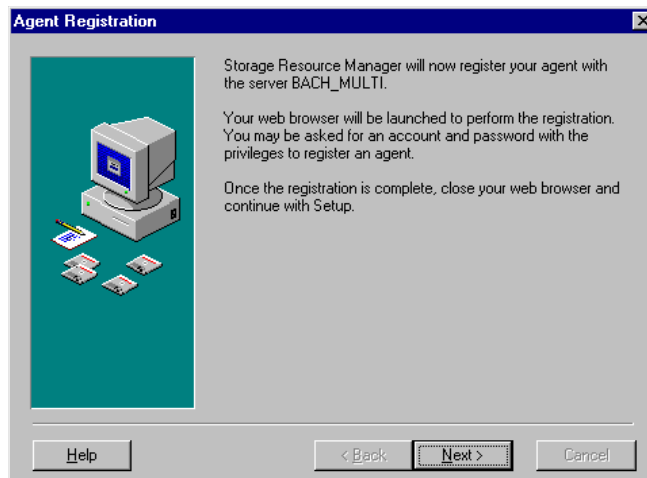 Agent Registration
Storage Resource Manager will now register your agent with
the server BACH_MULTI.
Your web browser will be launched to perform the registration.
You may be asked for an account and password with the
privileges to register an agent.
Once the registration is complete, close your web browser and
continue with Setup.
Help
< Back
Next >
Cancel